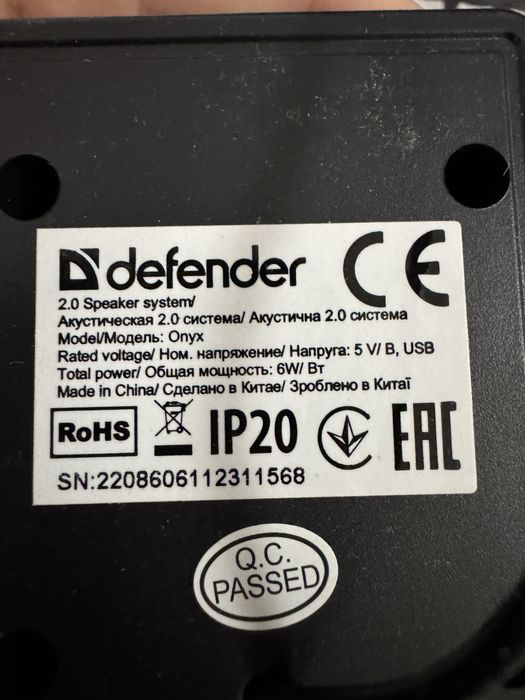 defender
2.0 Speaker system/
Акустическая 2.0 система/ Акустична 2.0 система
Model/Модель: Onyx
Rated voltage/ Ном. напряжение/ Напруга: 5 V/ В, USB
Total power/ Общая мощность: 6W/ Вт
Made in China/ Сделано в Китае/ Зроблено в Китаї
RoHS IP20 EAC
SN:2208606112311568
CE
Q.C.
PASSED